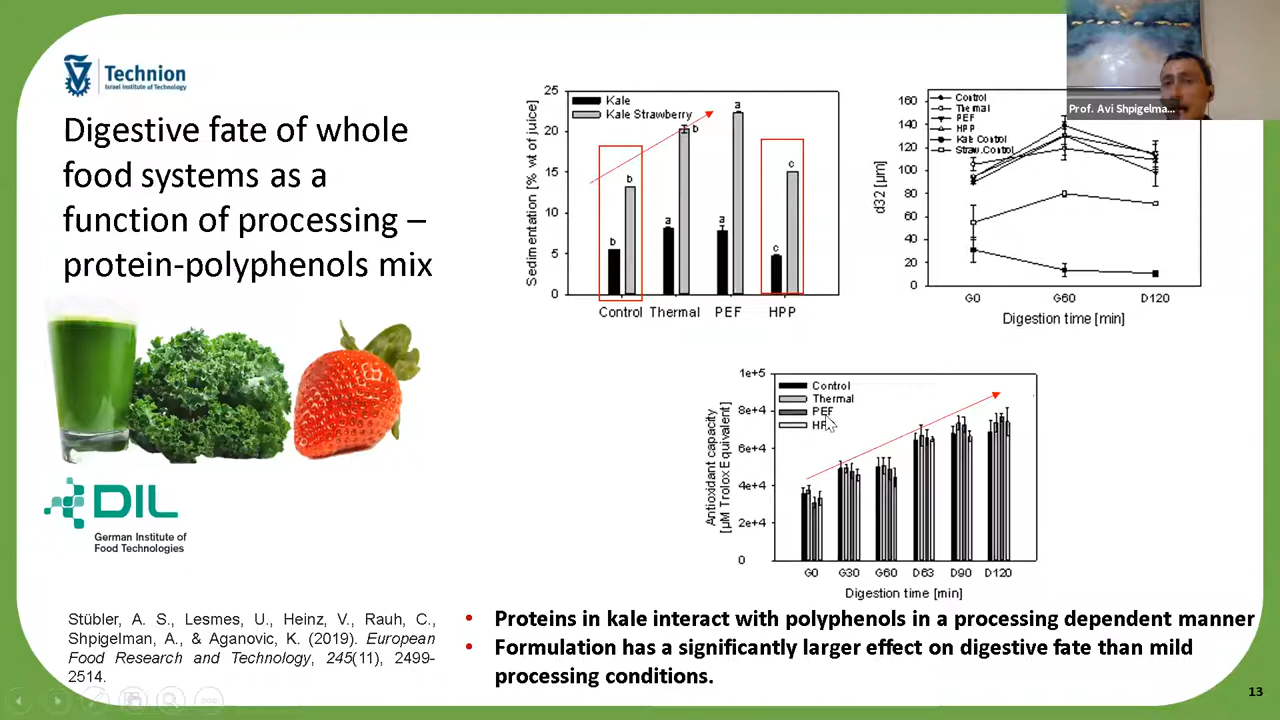 Technion
Israel Institute of Technology
Digestive fate of whole
food systems as a
function of processing –
protein-polyphenols mix
DIL
German Institute of
Food Technologies
Stübler, A. S., Lesmes, U., Heinz, V., Rauh, C.,
Shpigelman, A., & Aganovic, K. (2019). European
Food Research and Technology, 245(11), 2499-
2514.
Sedimentation [% wt of juice]
25
20
15
10
5
0
Kale
Kale Strawberry
b
b
a
b
a
a
c
c
Control Thermal PEF HPP
Prof. Avi Shpigelma...
d32 [µm]
160
140
120
100
80
60
40
20
0
Control
Thermal
PEF
HPP
Kale Control
Straw.Control
G0 G60 D120
Digestion time [min]
Antioxidant capacity
[µM Trolox Equivalent]
1e+5
8e+4
6e+4
4e+4
2e+4
0
Control
Thermal
PEF
G0 G30 G60 D63 D90 D120
Digestion time [min]
• Proteins in kale interact with polyphenols in a processing dependent manner
• Formulation has a significantly larger effect on digestive fate than mild
processing conditions.
13